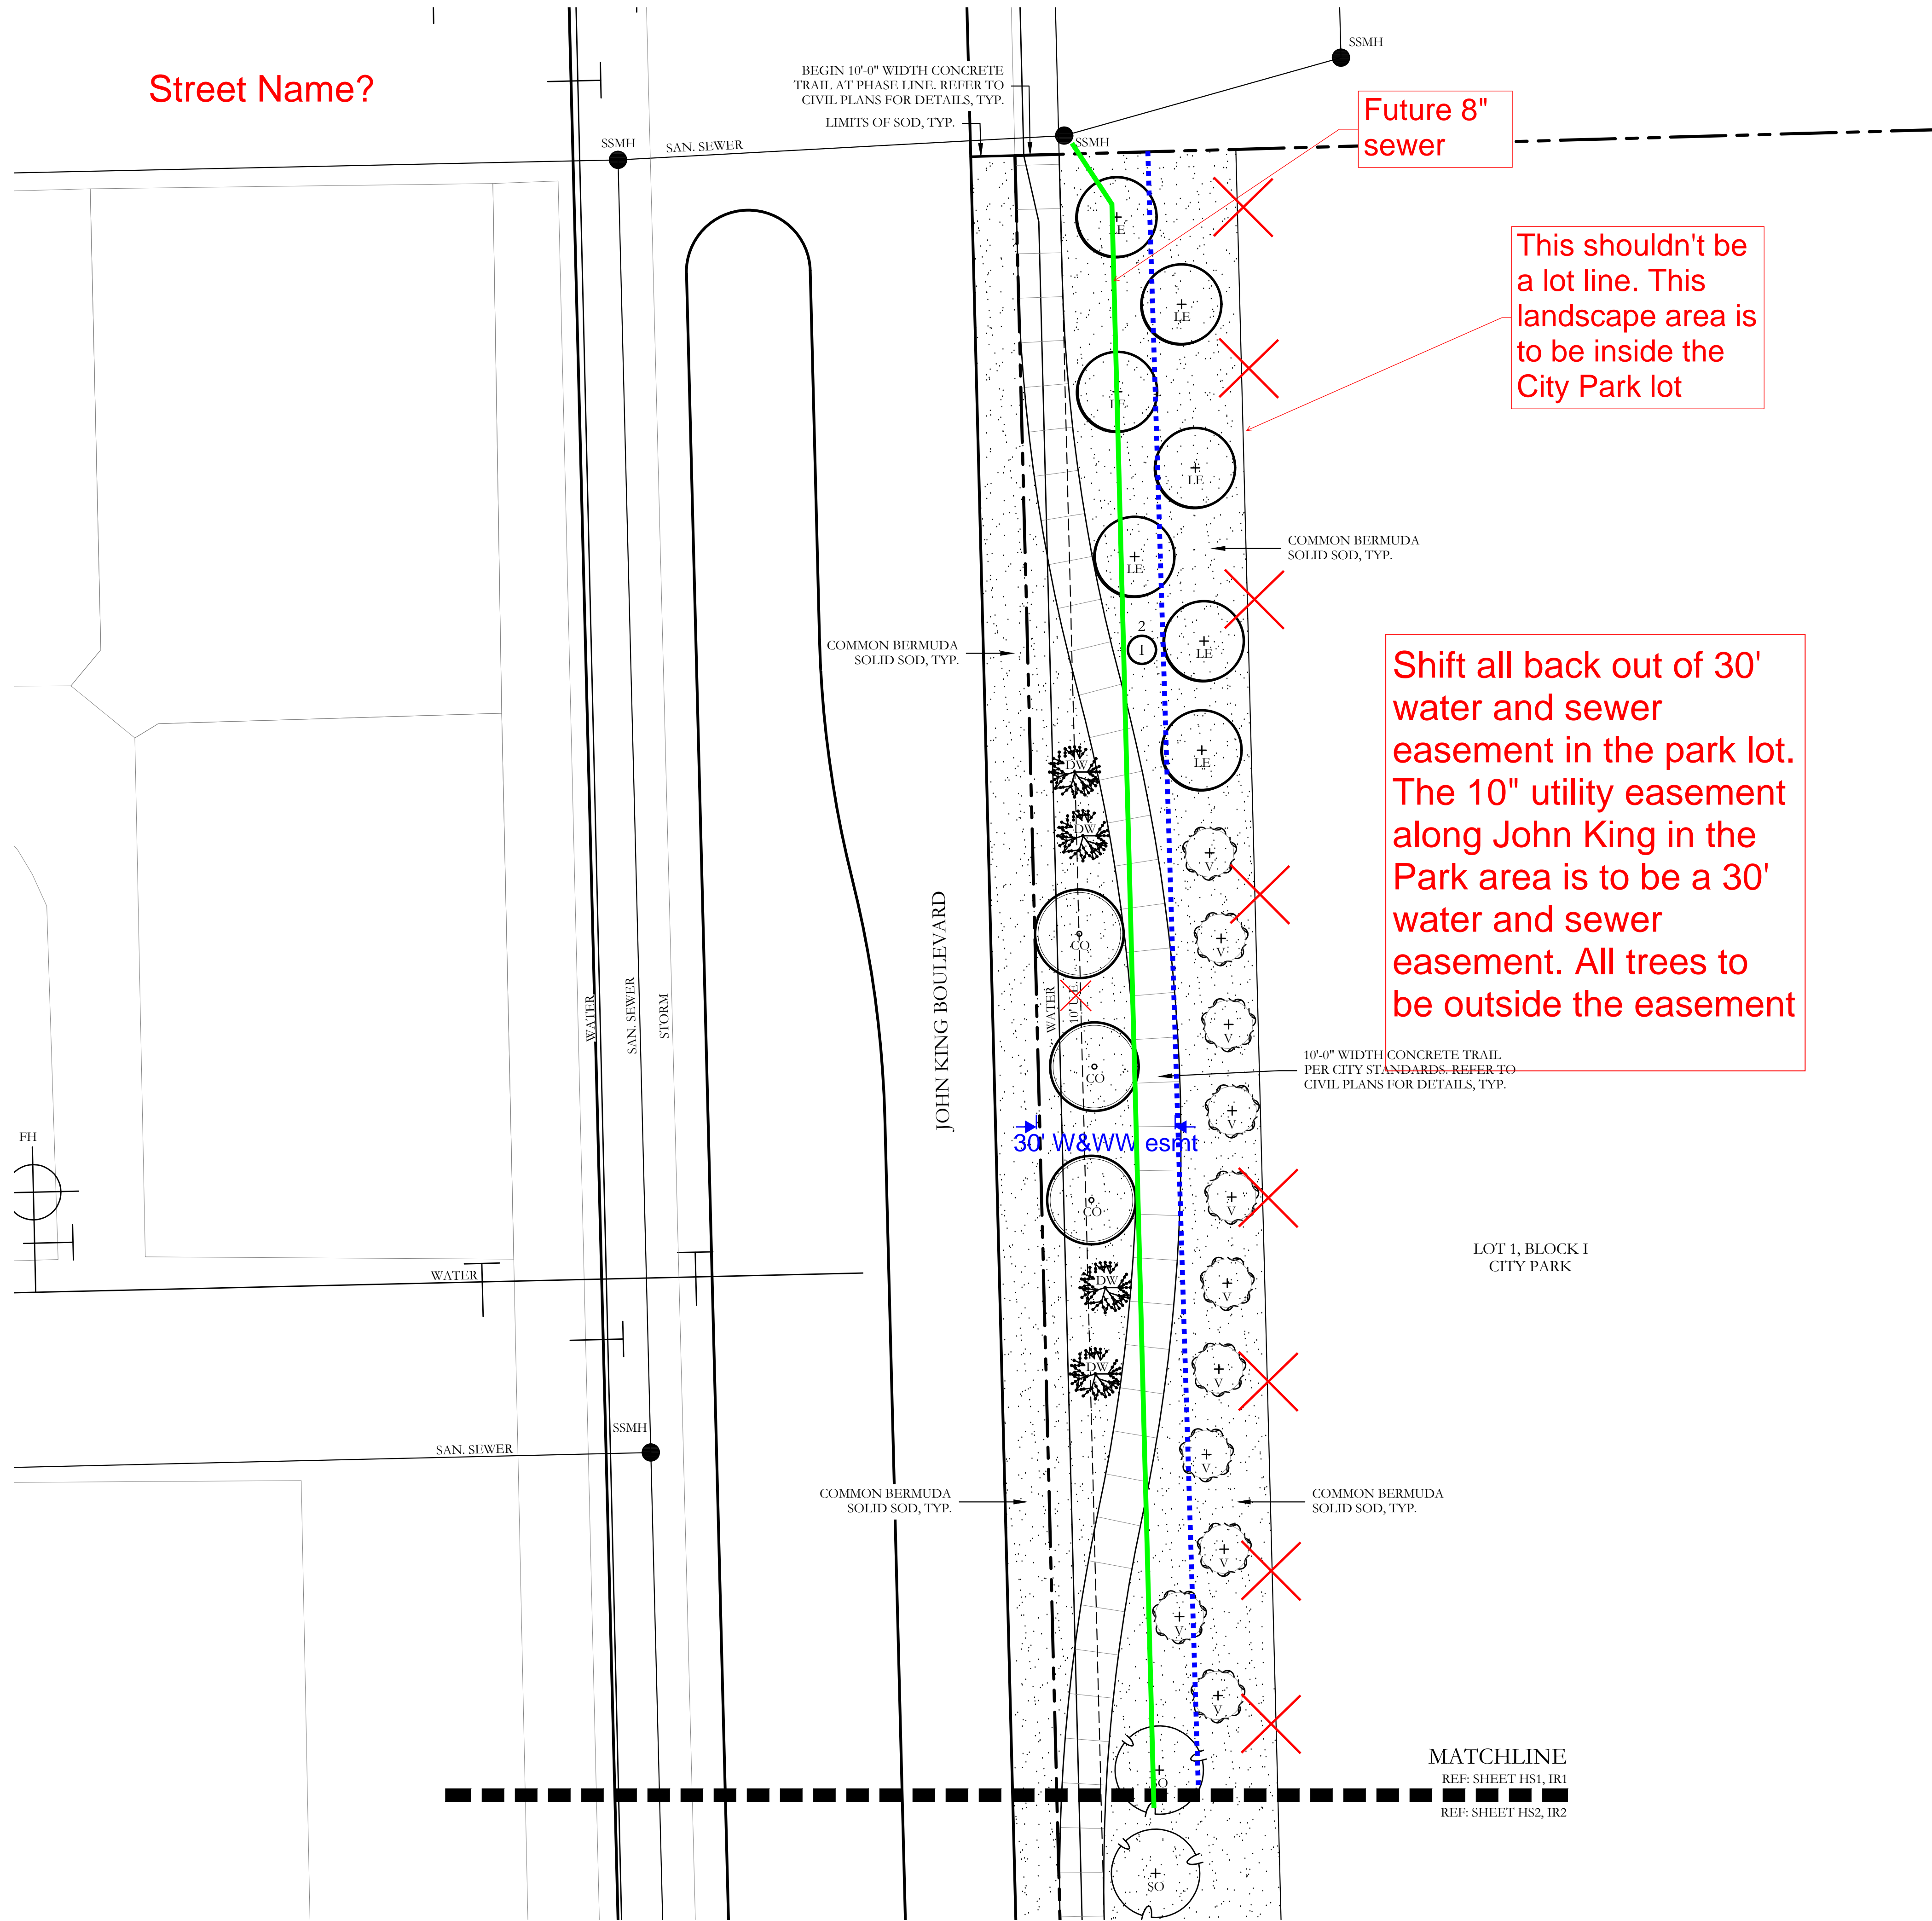 Street Name?
BEGIN 10'-0" WIDTH CONCRETE
TRAIL AT PHASE LINE. REFER TO
CIVIL PLANS FOR DETAILS, TYP.
LIMITS OF SOD, TYP.
SSMH
SSMH
SAN. SEWER
SSMH
Future 8"
sewer
This shouldn't be
a lot line. This
landscape area is
to be inside the
City Park lot
LE
LE
LE
LE
LE
LE
LE
2
I
COMMON BERMUDA
SOLID SOD, TYP.
COMMON BERMUDA
SOLID SOD, TYP.
Shift all back out of 30'
water and sewer
easement in the park lot.
The 10" utility easement
along John King in the
Park area is to be a 30'
water and sewer
easement. All trees to
be outside the easement
DW
DW
V
V
V
V
V
V
V
V
V
V
V
CO
CO
CO
DW
DW
WATER
SAN. SEWER
STORM
JOHN KING BOULEVARD
WATER
10' U.E.
10'-0" WIDTH CONCRETE TRAIL
PER CITY STANDARDS. REFER TO
CIVIL PLANS FOR DETAILS, TYP.
30' W&WW esmt
FH
WATER
LOT 1, BLOCK I
CITY PARK
SSMH
SAN. SEWER
COMMON BERMUDA
SOLID SOD, TYP.
COMMON BERMUDA
SOLID SOD, TYP.
SO
MATCHLINE
REF: SHEET HS1, IR1
REF: SHEET HS2, IR2
SO